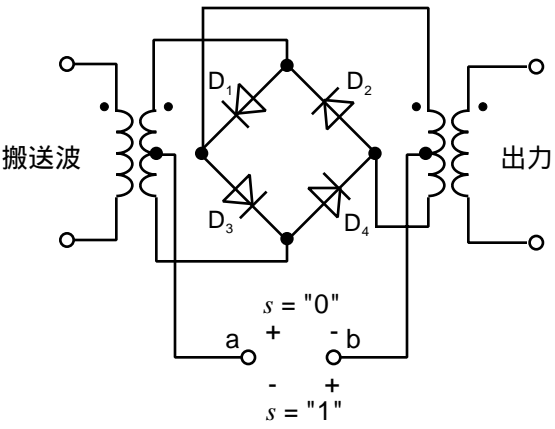 D1
D2
搬送波
出力
D3
D4
s = "0"
+ -
a b
- +
s = "1"